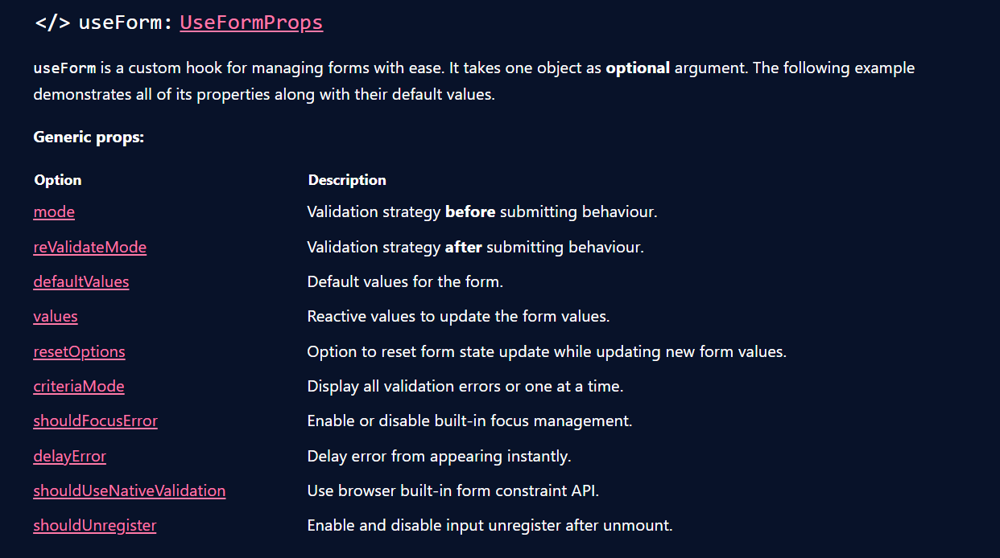 </> useForm: UseFormProps
useForm is a custom hook for managing forms with ease. It takes one object as optional argument. The following example
demonstrates all of its properties along with their default values.
Generic props:
Option Description
mode Validation strategy before submitting behaviour.
reValidateMode Validation strategy after submitting behaviour.
defaultValues Default values for the form.
values Reactive values to update the form values.
resetOptions Option to reset form state update while updating new form values.
criteriaMode Display all validation errors or one at a time.
shouldFocusError Enable or disable built-in focus management.
delayError Delay error from appearing instantly.
shouldUseNativeValidation Use browser built-in form constraint API.
shouldUnregister Enable and disable input unregister after unmount.